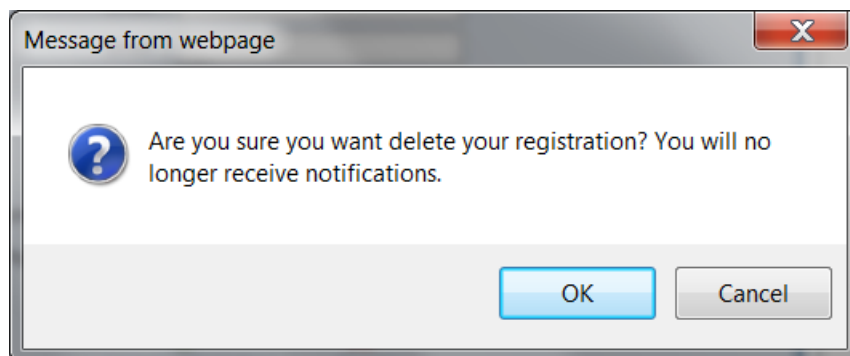 Message from webpage
Are you sure you want delete your registration? You will no
longer receive notifications.
OK
Cancel